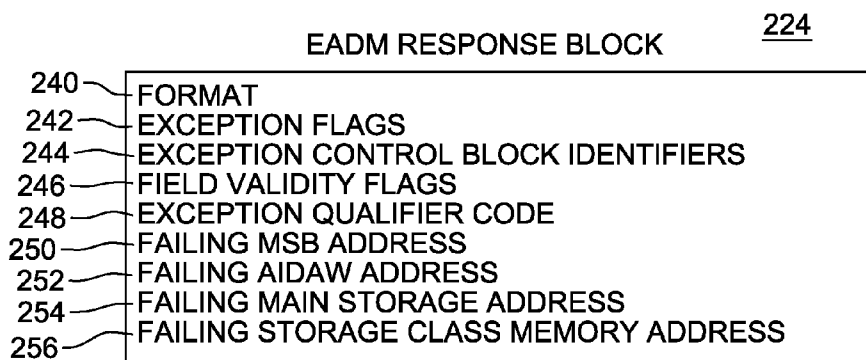 224
EADM RESPONSE BLOCK
240 FORMAT
242 EXCEPTION FLAGS
244 EXCEPTION CONTROL BLOCK IDENTIFIERS
246 FIELD VALIDITY FLAGS
248 EXCEPTION QUALIFIER CODE
250 FAILING MSB ADDRESS
252 FAILING AIDAW ADDRESS
254 FAILING MAIN STORAGE ADDRESS
256 FAILING STORAGE CLASS MEMORY ADDRESS